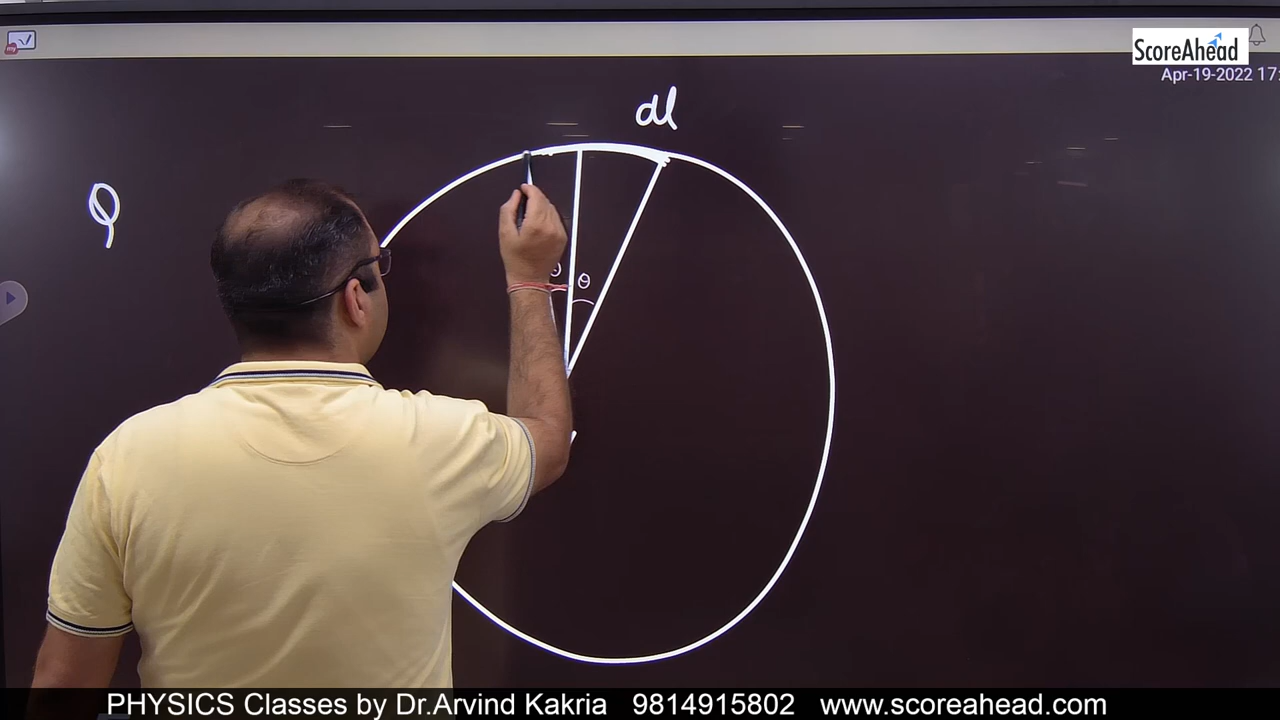 ScoreAhead
Apr-19-2022 17:
dl
Q
θ
PHYSICS Classes by Dr.Arvind Kakria 9814915802 www.scoreahead.com